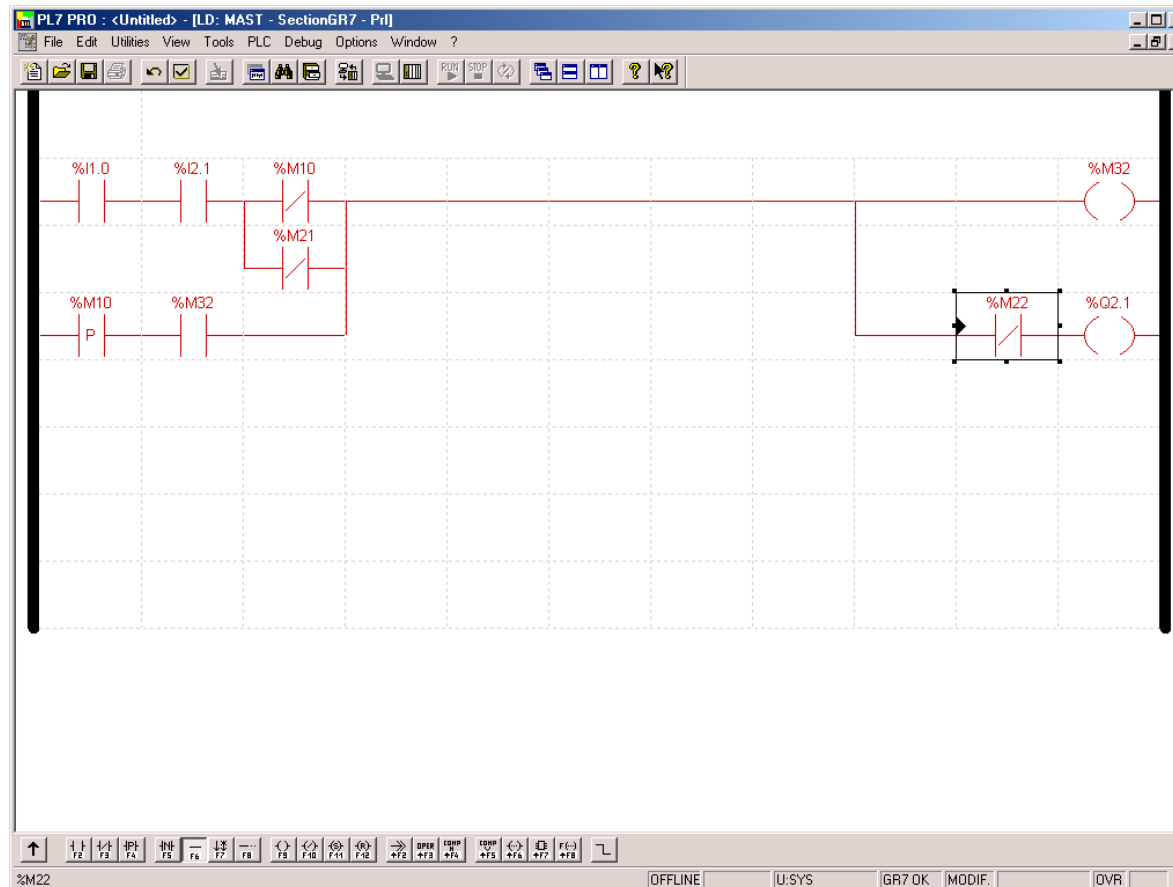 PL7 PRO : <Untitled> - [LD: MAST - SectionGR7 - Prl]
File Edit Utilities View Tools PLC Debug Options Window ?
RUN STOP
%I1.0 %I2.1 %M10 %M32
%M21
%M10 %M32 %M22 %Q2.1
P
F2 F3 F4 F5 F6 F7 F8 F9 F10 F11 F12
%M22 OFFLINE U:SYS GR7 OK MODIF. OVR